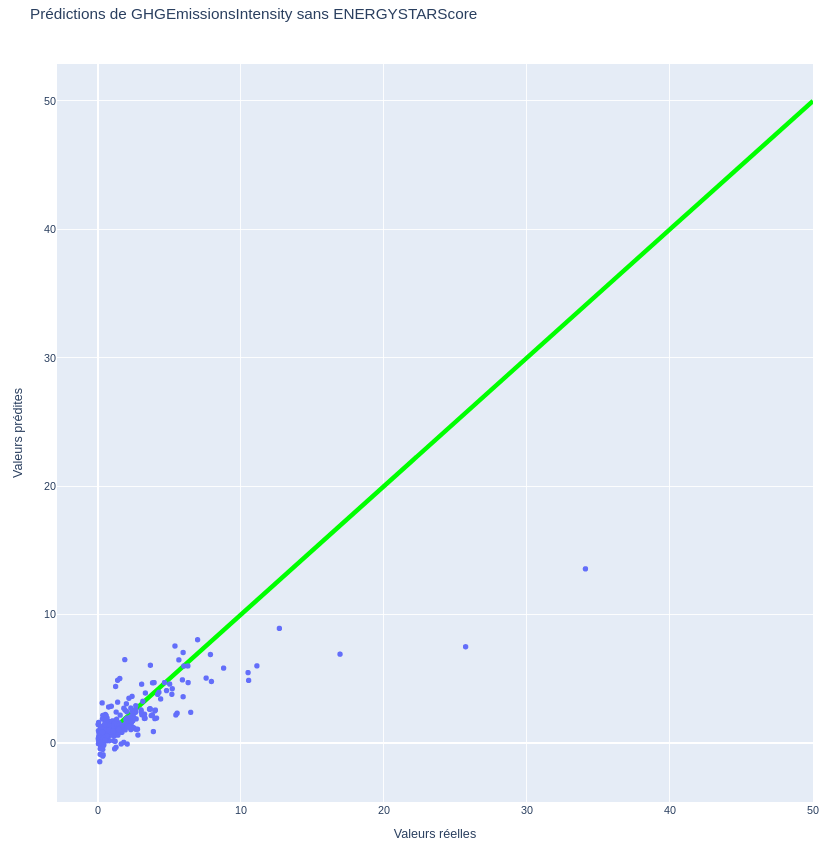 Prédictions de GHGEmissionsIntensity sans ENERGYSTARScore
Valeurs prédites
50
40
30
20
10
0
0 10 20 30 40 50
Valeurs réelles